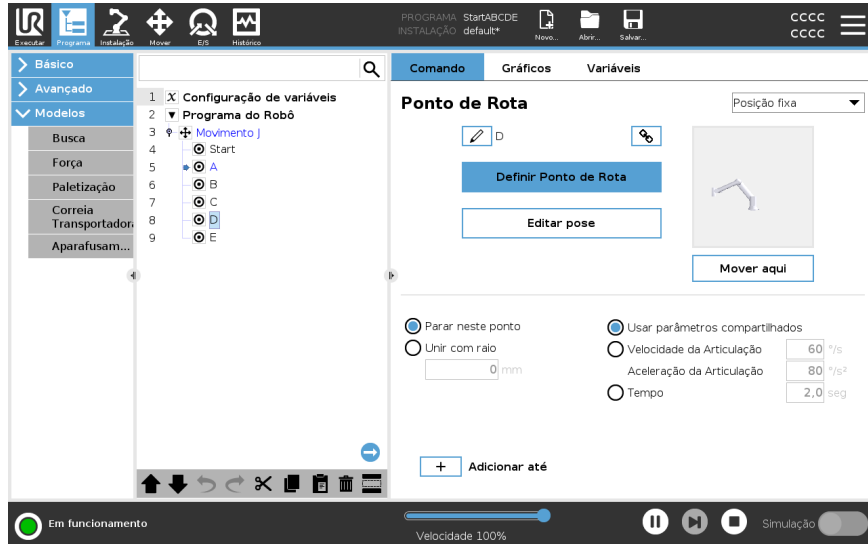 UR
Executar
Programa
Instalação
Mover
E/S
Histórico
PROGRAMA StartABCDE
INSTALAÇÃO default*
Novo...
Abrir...
Salvar...
CCCC
CCCC
Básico
Avançado
Modelos
Busca
Força
Paletização
Correia
Transportadora
Aparafusam...
1 X Configuração de variáveis
2 Programa do Robô
3 Movimento J
4 Start
5 A
6 B
7 C
8 D
9 E
Comando Gráficos Variáveis
Ponto de Rota
Posição fixa
D
Definir Ponto de Rota
Editar pose
Mover aqui
Parar neste ponto
Unir com raio
0 mm
Usar parâmetros compartilhados
Velocidade da Articulação 60 °/s
Aceleração da Articulação 80 °/s²
Tempo 2,0 seg
+ Adicionar até
Em funcionamento
Velocidade 100%
Simulação